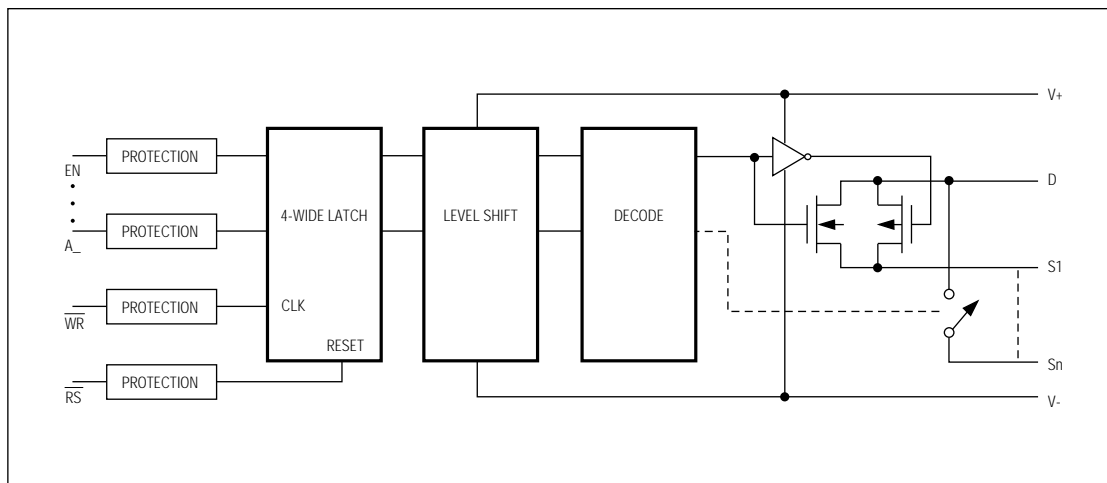 V+
PROTECTION
EN
4-WIDE LATCH
LEVEL SHIFT
DECODE
D
PROTECTION
A_
S1
PROTECTION
WR
CLK
RESET
PROTECTION
RS
Sn
V-